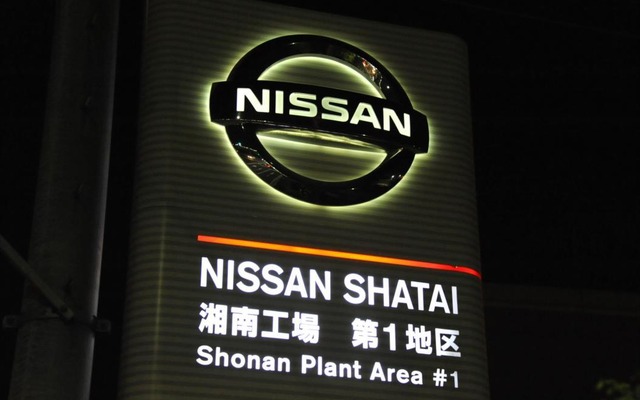 NISSAN
NISSAN SHATAI
湘南工場 第1地区
Shonan Plant Area #1